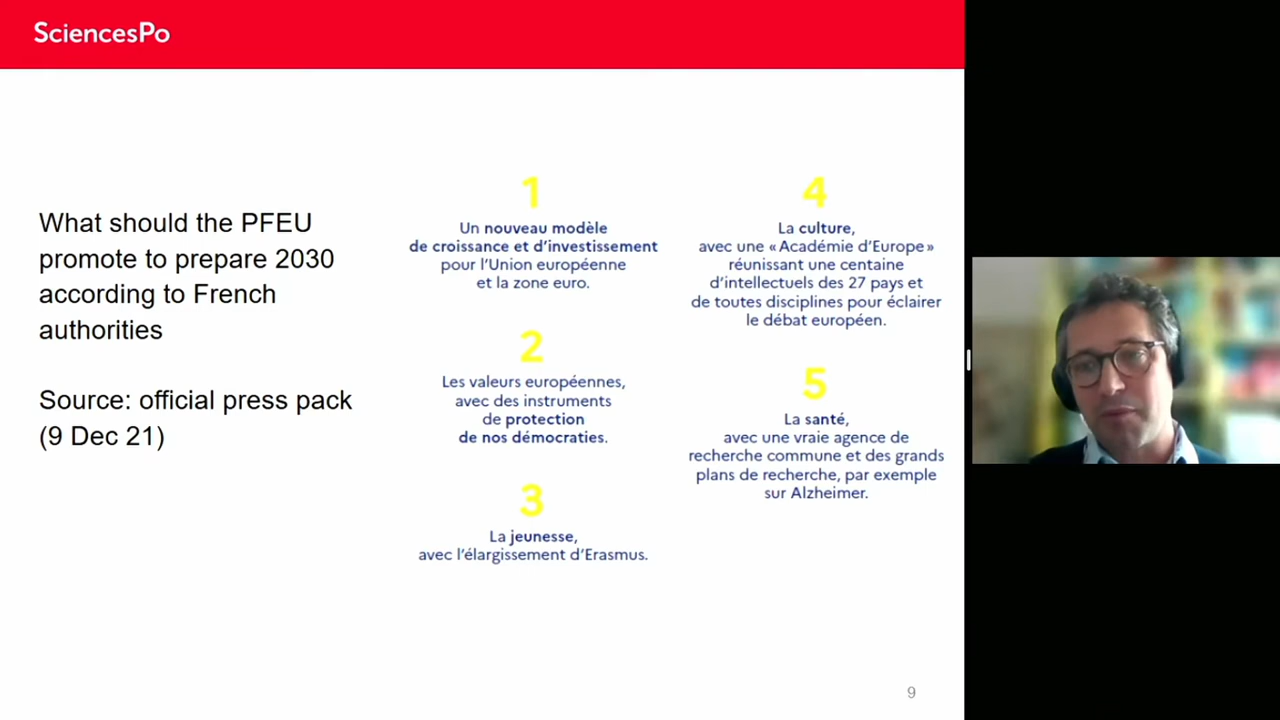 SciencesPo
What should the PFEU
promote to prepare 2030
according to French
authorities
Source: official press pack
(9 Dec 21)
1
Un nouveau modèle
de croissance et d'investissement
pour l'Union européenne
et la zone euro.
2
Les valeurs européennes,
avec des instruments
de protection
de nos démocraties.
3
La jeunesse,
avec l'élargissement d'Erasmus.
4
La culture,
avec une « Académie d'Europe »
réunissant une centaine
d'intellectuels des 27 pays et
de toutes disciplines pour éclairer
le débat européen.
5
La santé,
avec une vraie agence de
recherche commune et des grands
plans de recherche, par exemple
sur Alzheimer.
9